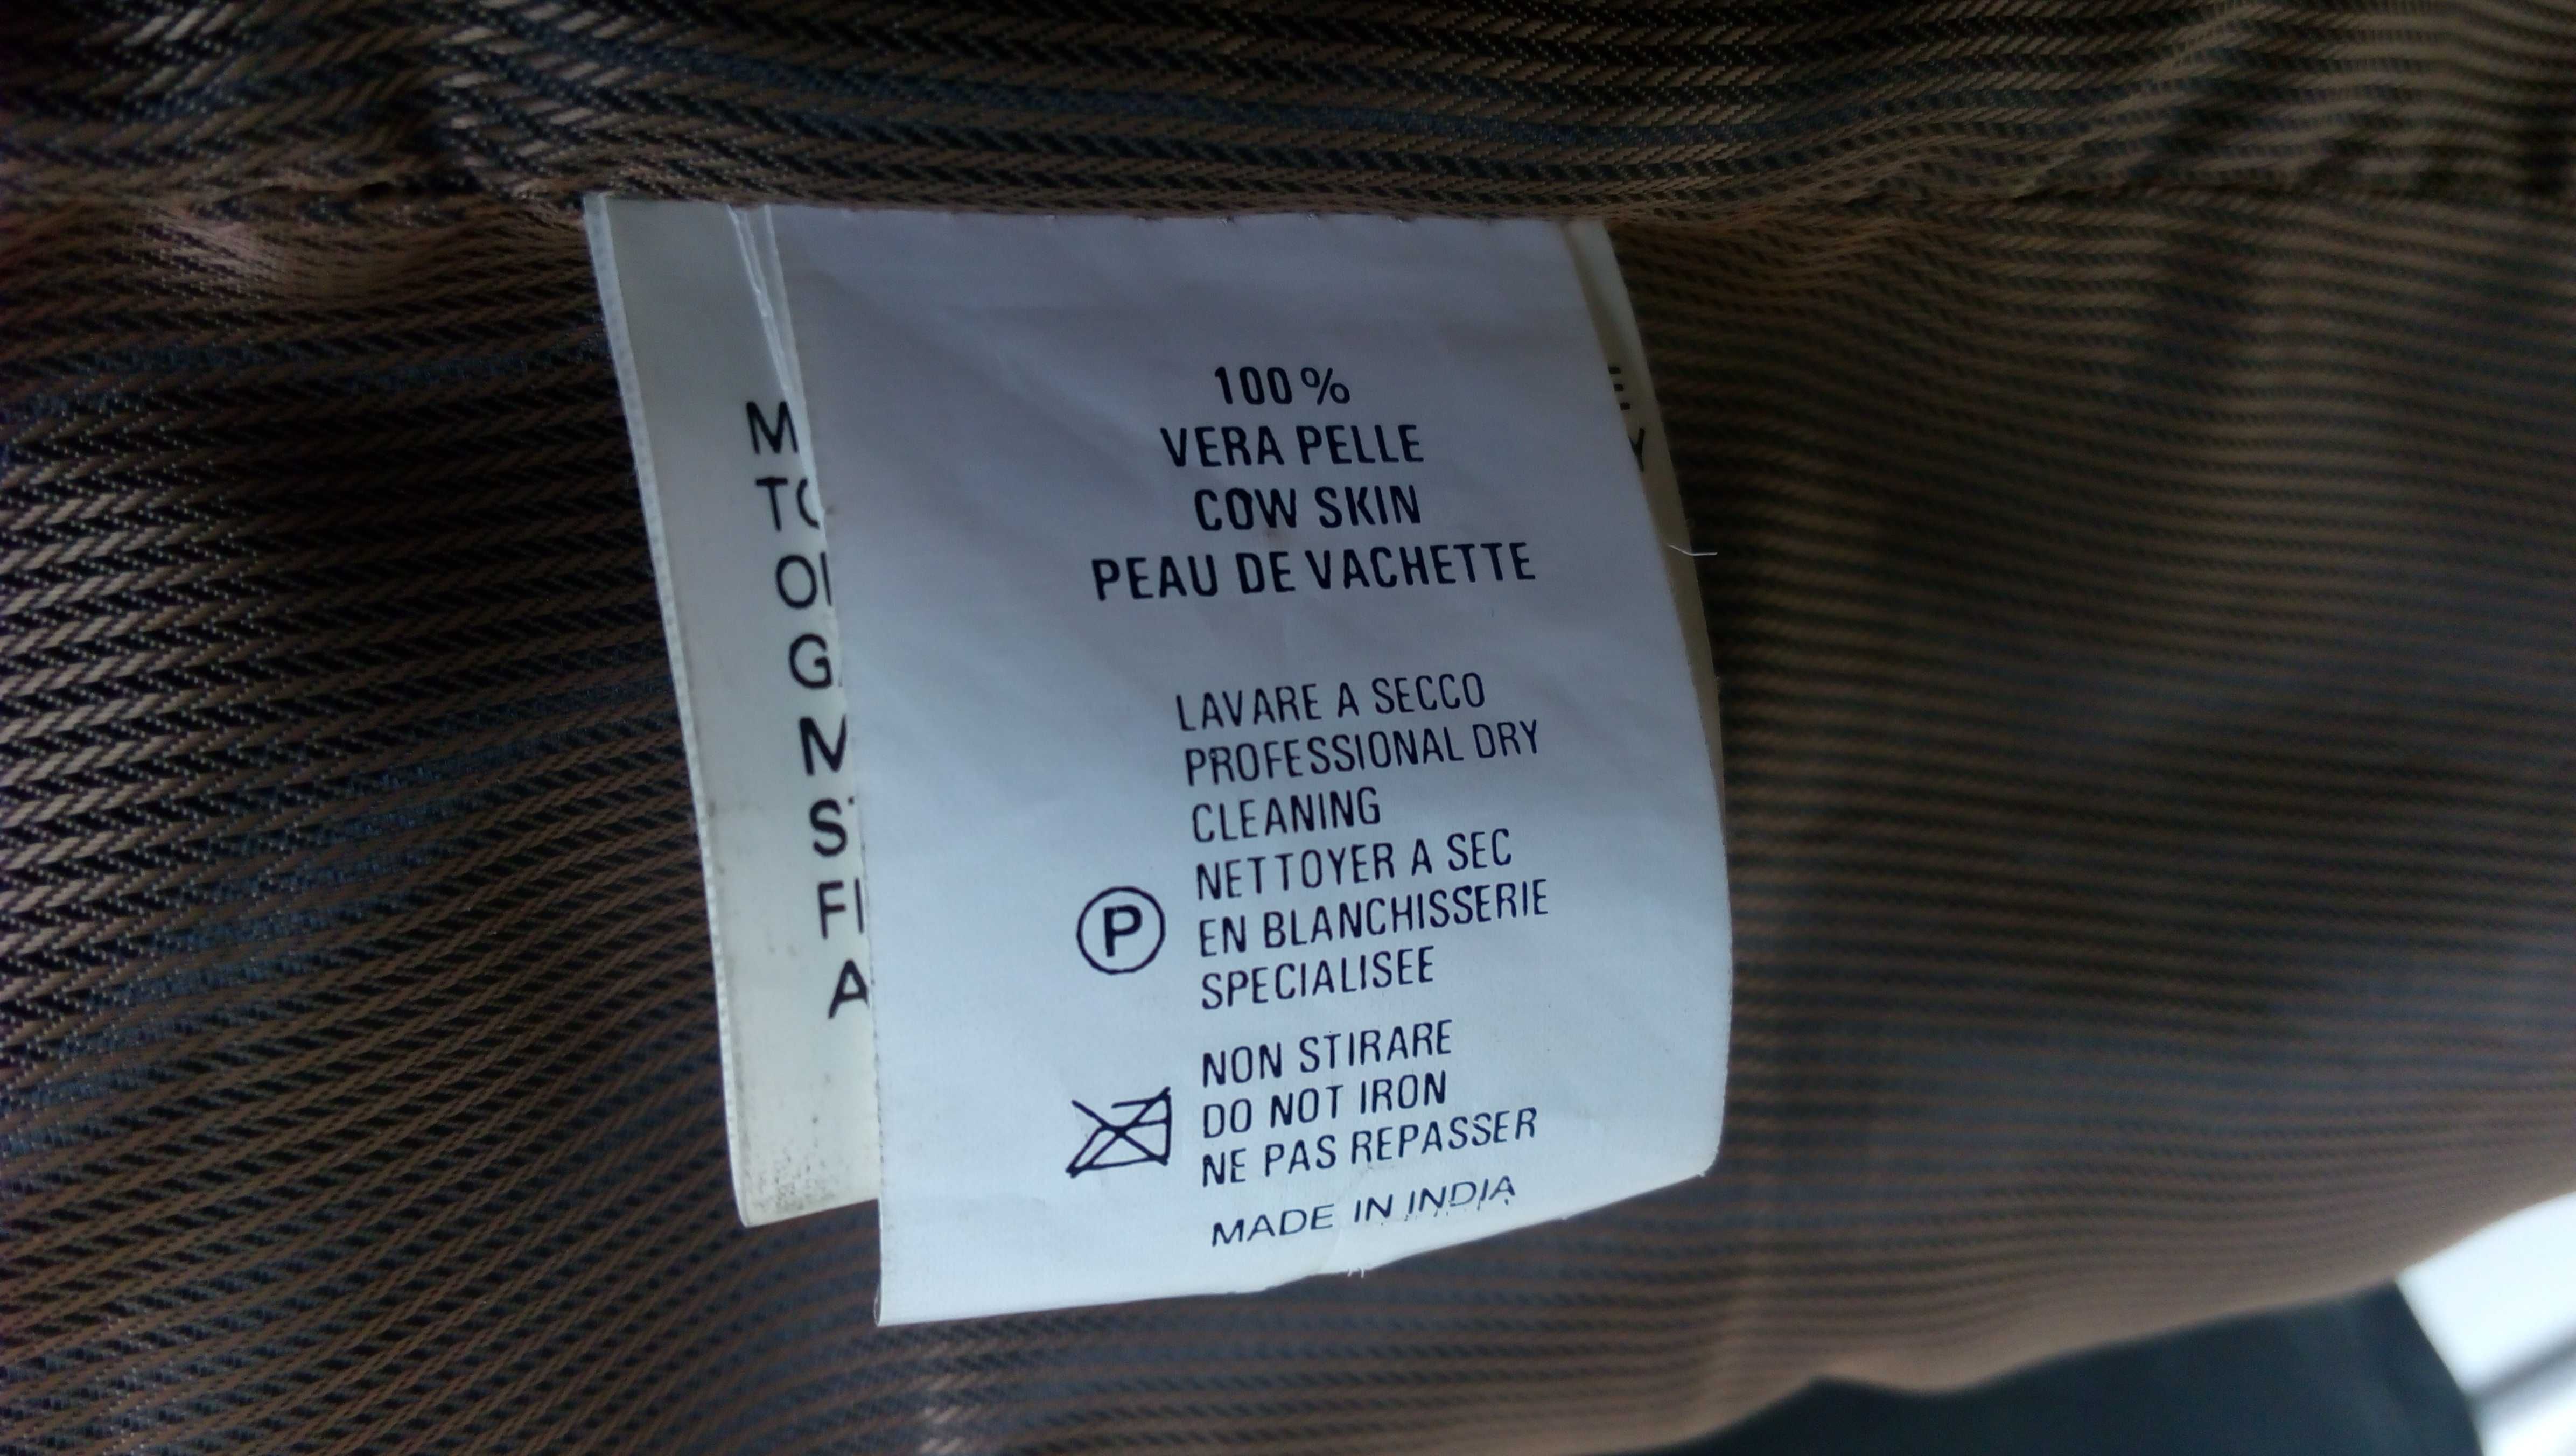 100%
VERA PELLE
COW SKIN
PEAU DE VACHETTE
LAVARE A SECCO
PROFESSIONAL DRY
CLEANING
NETTOYER A SEC
EN BLANCHISSERIE
SPECIALISEE
P
NON STIRARE
DO NOT IRON
NE PAS REPASSER
MADE IN INDIA